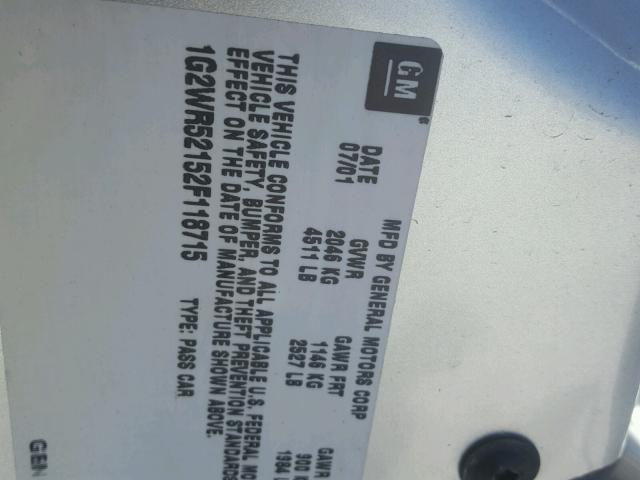 GM
MFD BY GENERAL MOTORS CORP
DATE GVWR GAWR FRT GAWR
07/01 2046 KG 1146 KG 900
4511 LB 2527 LB 1984
THIS VEHICLE CONFORMS TO ALL APPLICABLE U.S. FEDERAL MO
VEHICLE SAFETY, BUMPER, AND THEFT PREVENTION STANDARDS
EFFECT ON THE DATE OF MANUFACTURE SHOWN ABOVE.
1G2WR52152F118715 TYPE: PASS CAR
GEN